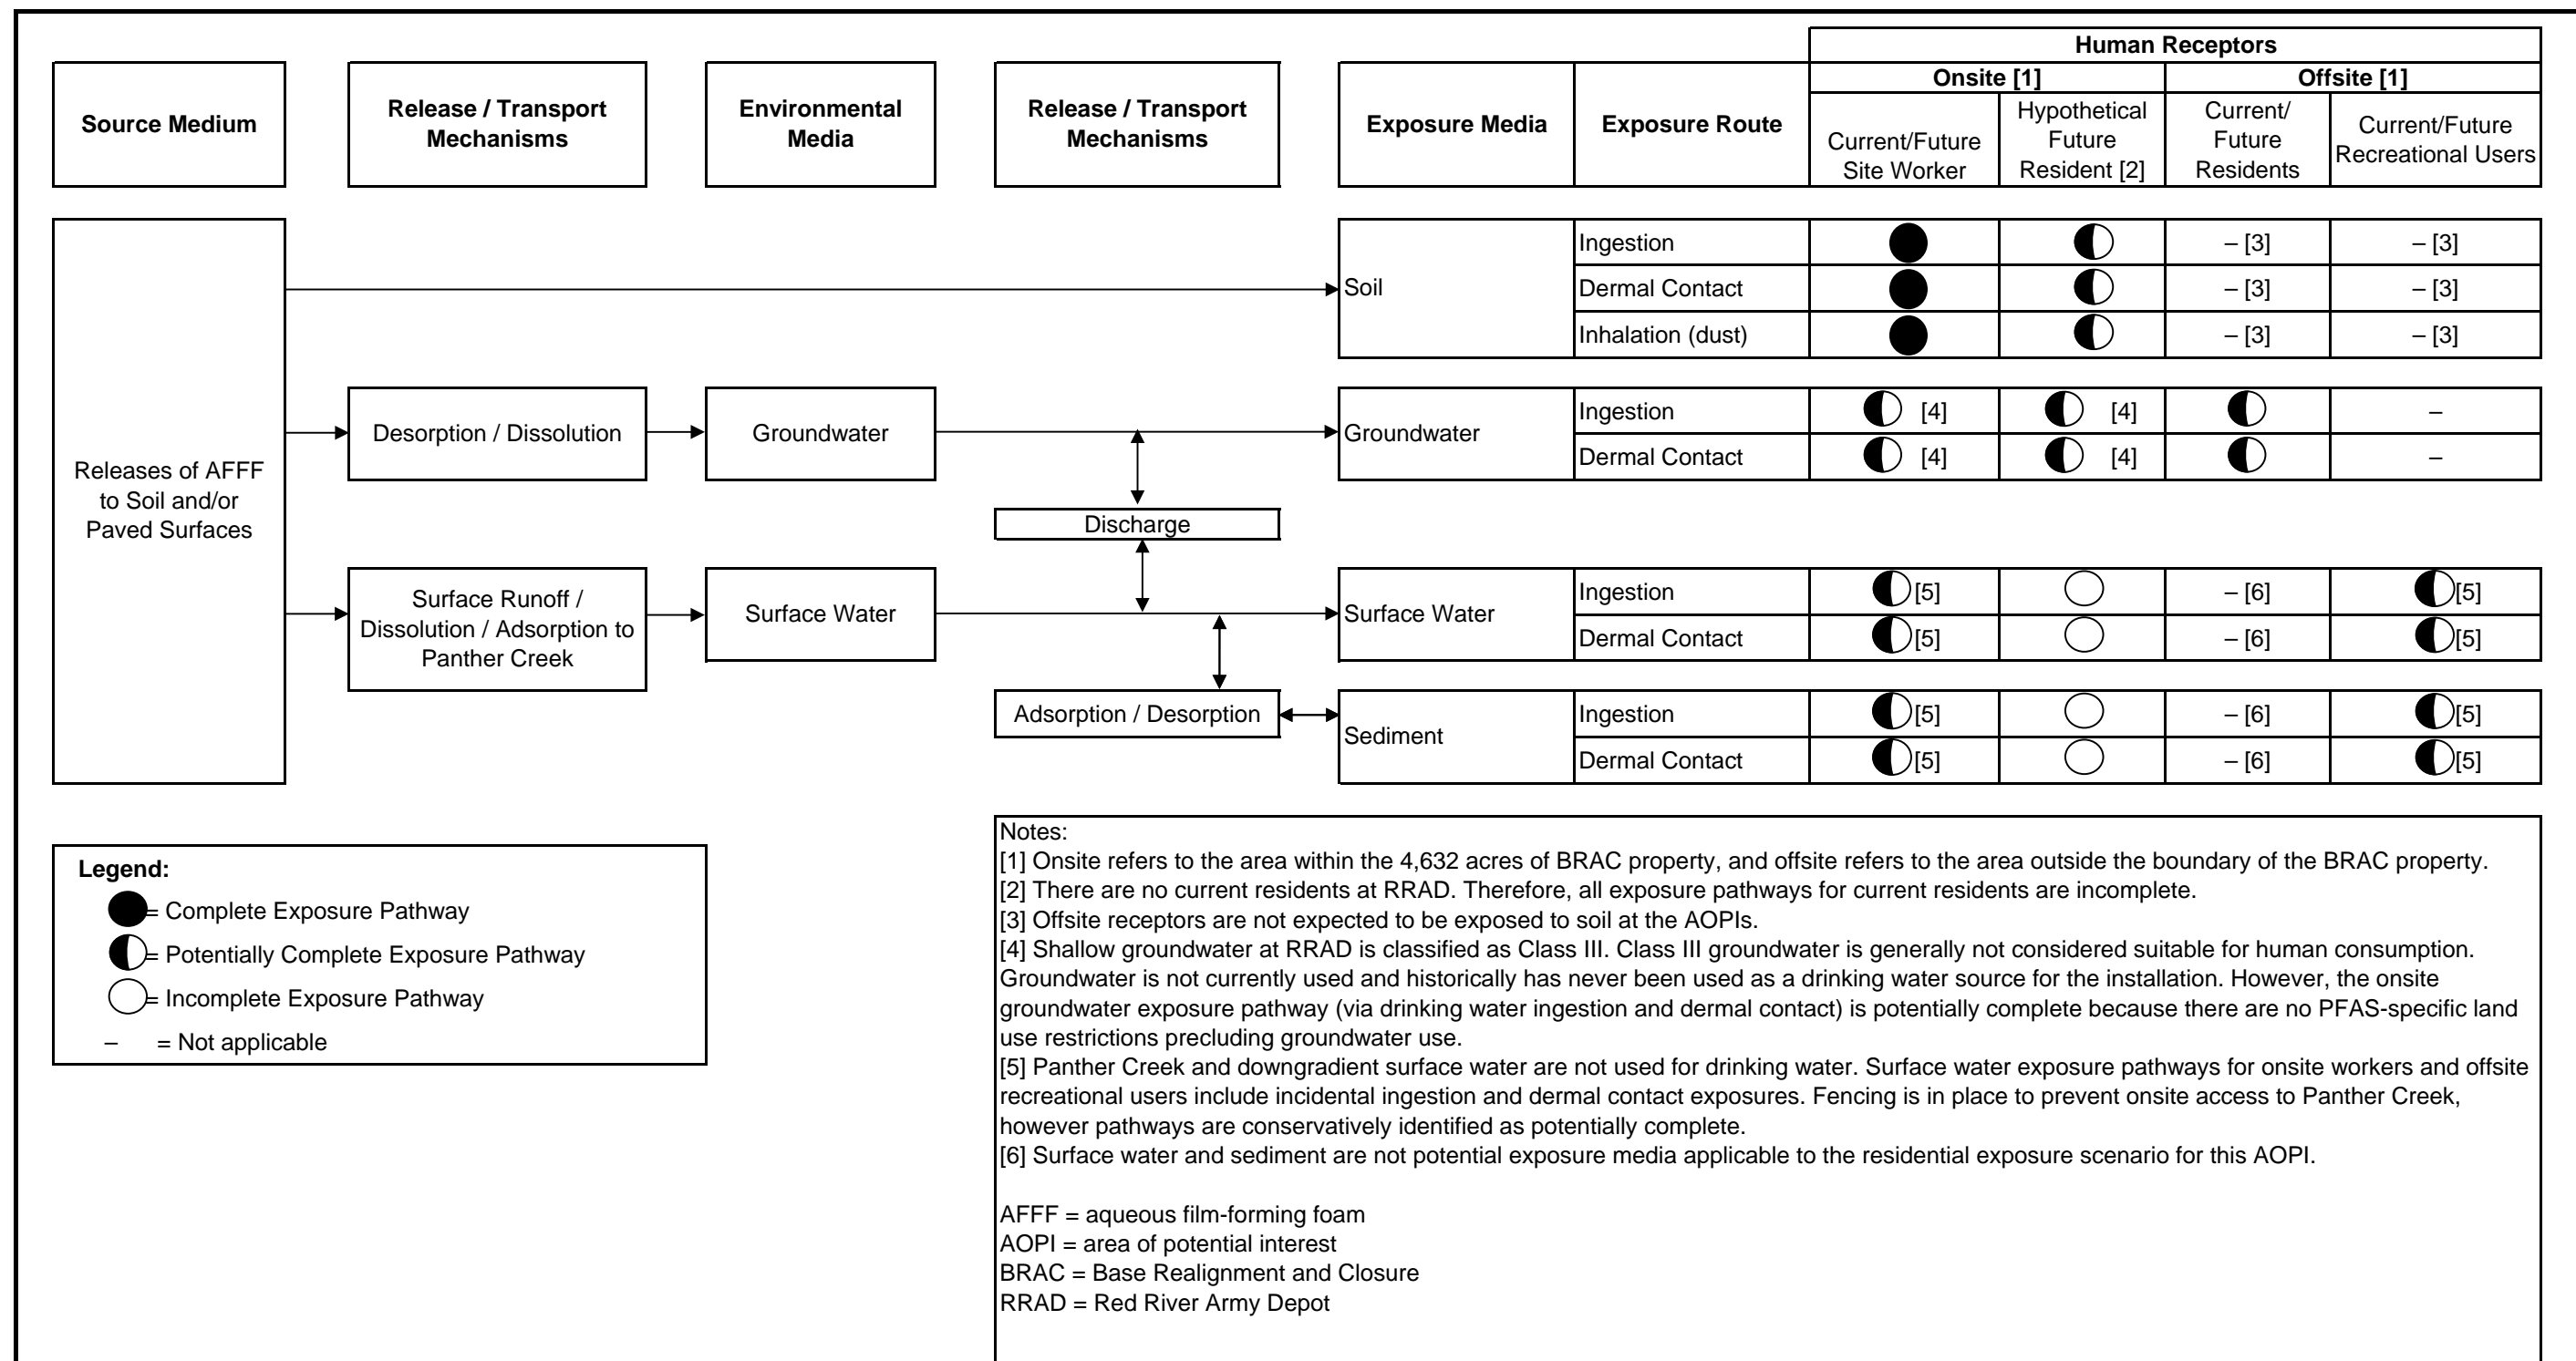 Human Receptors
Onsite [1]
Offsite [1]
Source Medium
Release / Transport
Mechanisms
Environmental
Media
Release / Transport
Mechanisms
Exposure Media
Exposure Route
Current/Future
Site Worker
Hypothetical
Future
Resident [2]
Current/
Future
Residents
Current/Future
Recreational Users
Releases of AFFF
to Soil and/or
Paved Surfaces
Soil
Ingestion
– [3]
– [3]
Dermal Contact
– [3]
– [3]
Inhalation (dust)
– [3]
– [3]
Desorption / Dissolution
Groundwater
Groundwater
Ingestion
[4]
[4]
–
Dermal Contact
[4]
[4]
–
Discharge
Surface Runoff /
Dissolution / Adsorption to
Panther Creek
Surface Water
Surface Water
Ingestion
[5]
– [6]
[5]
Dermal Contact
[5]
– [6]
[5]
Adsorption / Desorption
Sediment
Ingestion
[5]
– [6]
[5]
Dermal Contact
[5]
– [6]
[5]
Legend:
= Complete Exposure Pathway
= Potentially Complete Exposure Pathway
= Incomplete Exposure Pathway
– = Not applicable
Notes:
[1] Onsite refers to the area within the 4,632 acres of BRAC property, and offsite refers to the area outside the boundary of the BRAC property.
[2] There are no current residents at RRAD. Therefore, all exposure pathways for current residents are incomplete.
[3] Offsite receptors are not expected to be exposed to soil at the AOPIs.
[4] Shallow groundwater at RRAD is classified as Class III. Class III groundwater is generally not considered suitable for human consumption.
Groundwater is not currently used and historically has never been used as a drinking water source for the installation. However, the onsite
groundwater exposure pathway (via drinking water ingestion and dermal contact) is potentially complete because there are no PFAS-specific land
use restrictions precluding groundwater use.
[5] Panther Creek and downgradient surface water are not used for drinking water. Surface water exposure pathways for onsite workers and offsite
recreational users include incidental ingestion and dermal contact exposures. Fencing is in place to prevent onsite access to Panther Creek,
however pathways are conservatively identified as potentially complete.
[6] Surface water and sediment are not potential exposure media applicable to the residential exposure scenario for this AOPI.
AFFF = aqueous film-forming foam
AOPI = area of potential interest
BRAC = Base Realignment and Closure
RRAD = Red River Army Depot